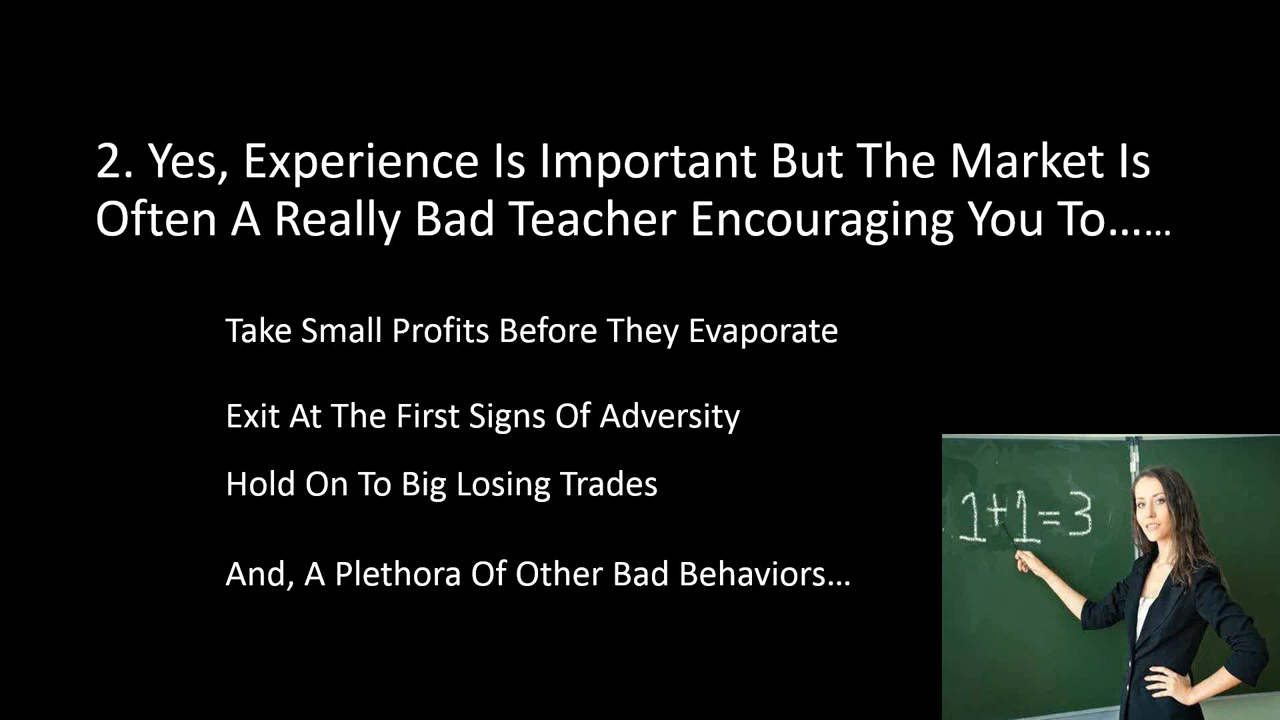 2. Yes, Experience Is Important But The Market Is
Often A Really Bad Teacher Encouraging You To……
Take Small Profits Before They Evaporate
Exit At The First Signs Of Adversity
Hold On To Big Losing Trades
And, A Plethora Of Other Bad Behaviors…
1+1=3